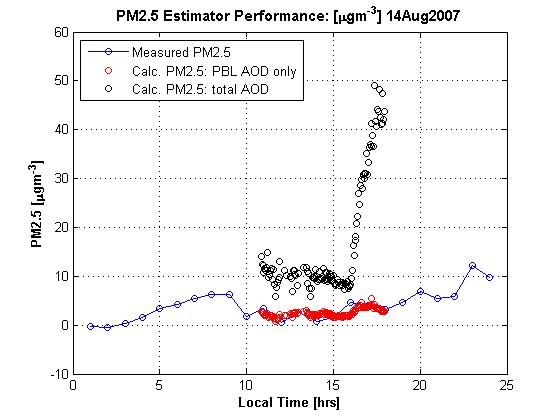 PM2.5 Estimator Performance: [μgm-3] 14Aug2007
Measured PM2.5
Calc. PM2.5: PBL AOD only
Calc. PM2.5: total AOD
60
50
40
30
20
10
0
-10
PM2.5 [μgm-3]
0 5 10 15 20 25
Local Time [hrs]